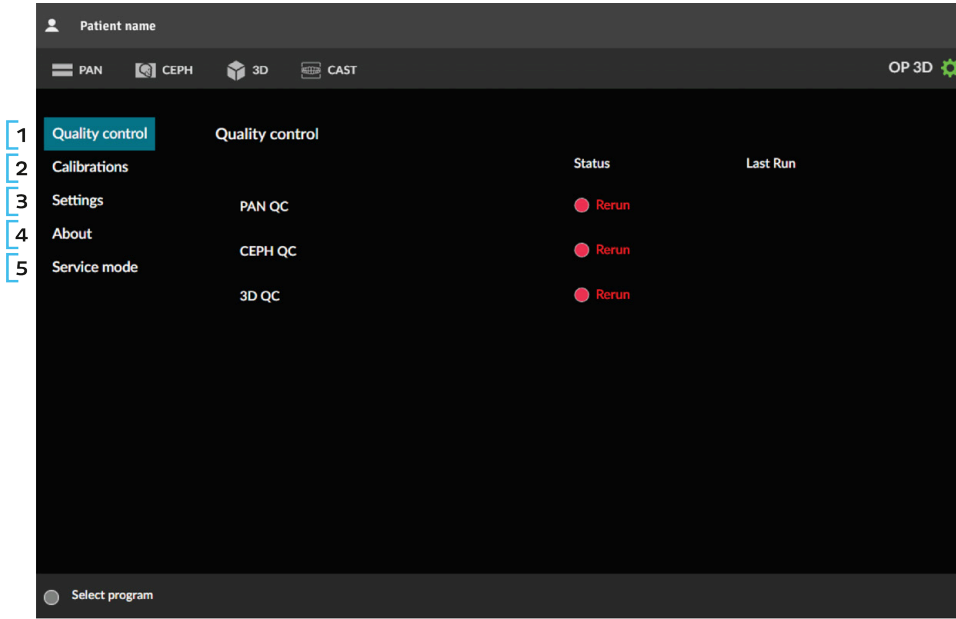 Patient name
PAN CEPH 3D CAST OP 3D
1 Quality control Quality control
2 Calibrations Status Last Run
3 Settings PAN QC Rerun
4 About CEPH QC Rerun
5 Service mode
3D QC Rerun
Select program